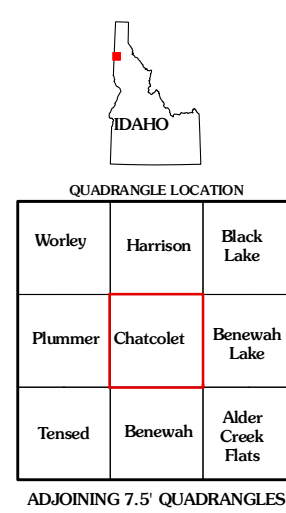 IDAHO
QUADRANGLE LOCATION
Worley
Harrison
Black
Lake
Plummer
Chatcolet
Benewah
Lake
Tensed
Benewah
Alder
Creek
Flats
ADJOINING 7.5' QUADRANGLES